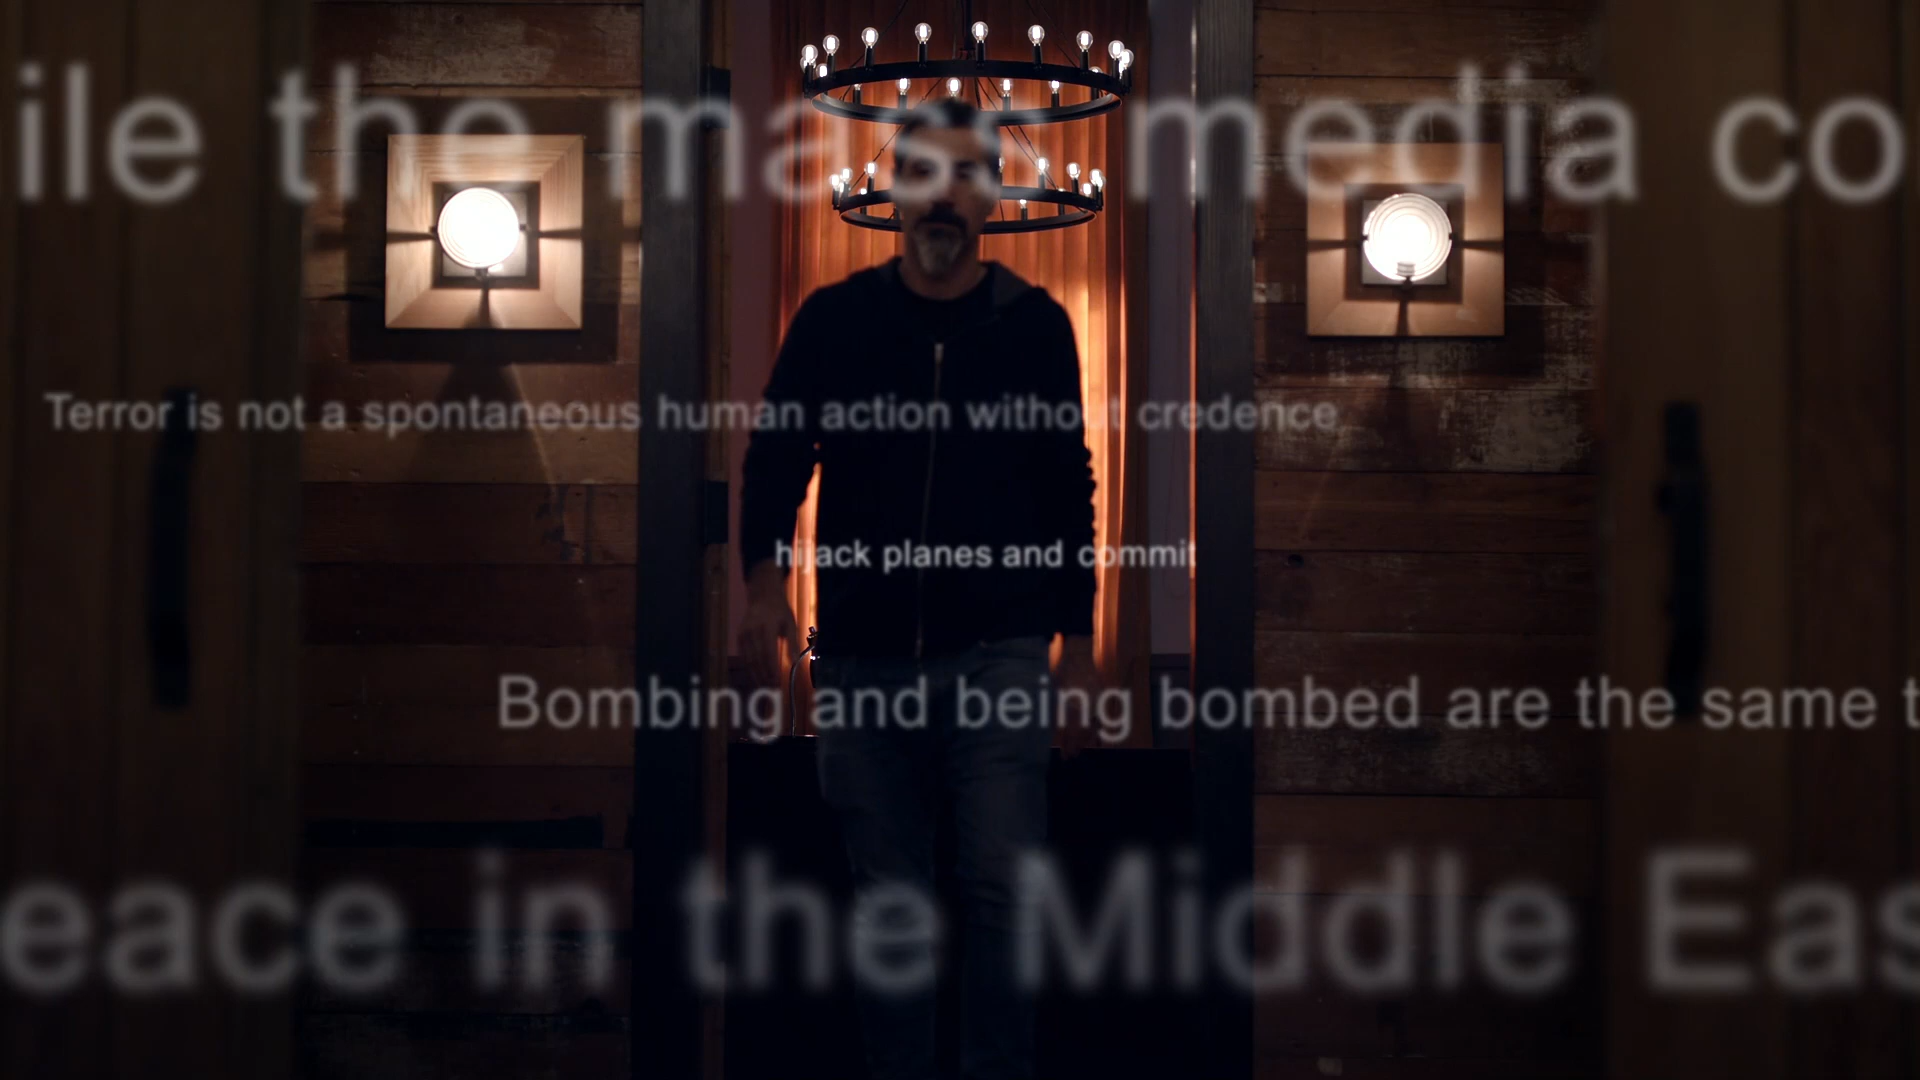 ile the mass media co
Terror is not a spontaneous human action without credence
hijack planes and commit
Bombing and being bombed are the same t
eace in the Middle Eas